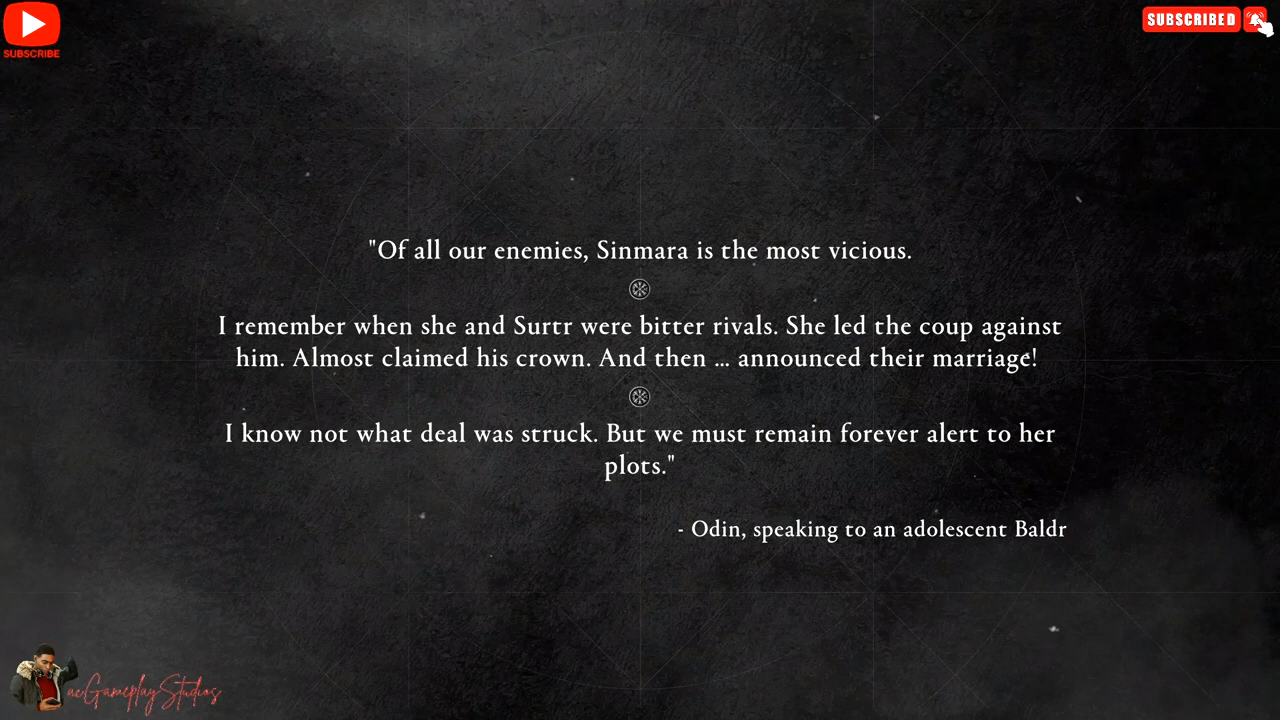 SUBSCRIBE
SUBSCRIBED
"Of all our enemies, Sinmara is the most vicious.
I remember when she and Surtr were bitter rivals. She led the coup against
him. Almost claimed his crown. And then ... announced their marriage!
I know not what deal was struck. But we must remain forever alert to her
plots."
- Odin, speaking to an adolescent Baldr
acGameplayStudios